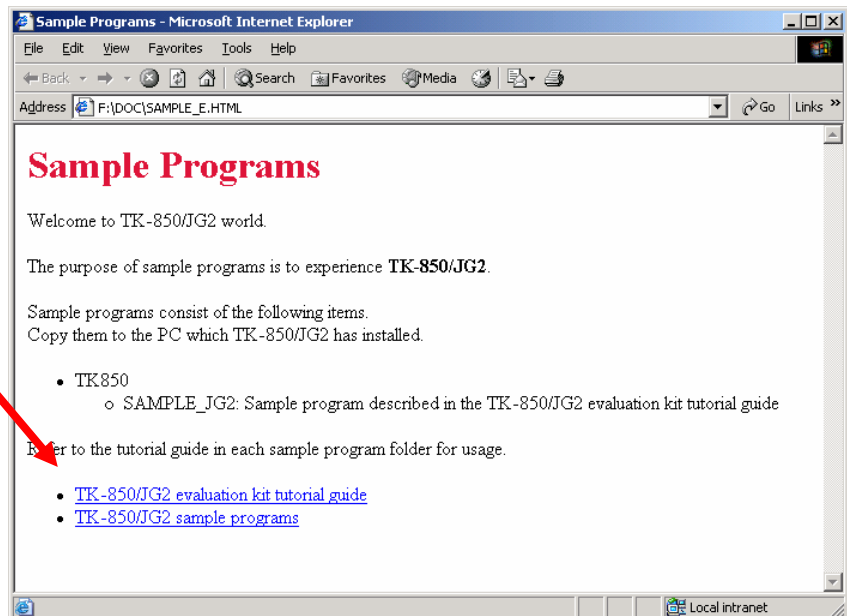 Sample Programs - Microsoft Internet Explorer
File Edit View Favorites Tools Help
Back Search Favorites Media
Address F:\DOC\SAMPLE_E.HTML Go Links »
Sample Programs
Welcome to TK-850/JG2 world.
The purpose of sample programs is to experience TK-850/JG2.
Sample programs consist of the following items.
Copy them to the PC which TK-850/JG2 has installed.
• TK850
o SAMPLE_JG2: Sample program described in the TK-850/JG2 evaluation kit tutorial guide
Refer to the tutorial guide in each sample program folder for usage.
• TK-850/JG2 evaluation kit tutorial guide
• TK-850/JG2 sample programs
Local intranet